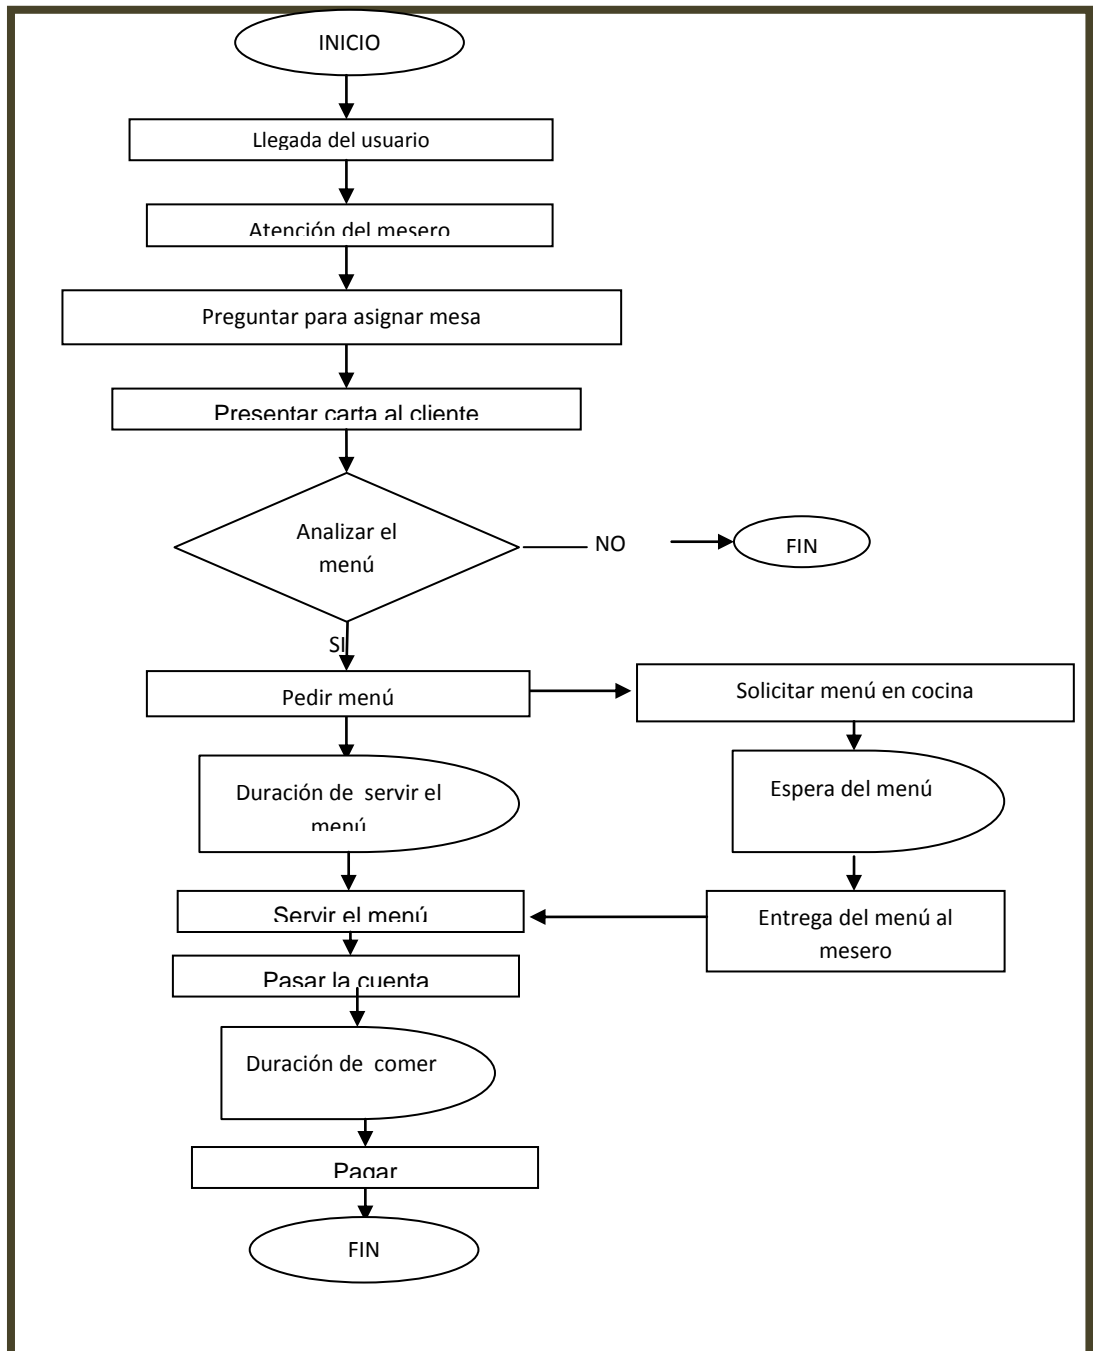 INICIO
Llegada del usuario
Atención del mesero
Preguntar para asignar mesa
Presentar carta al cliente
Analizar el
menú
NO
FIN
SI
Pedir menú
Solicitar menú en cocina
Duración de servir el
menú
Espera del menú
Servir el menú
Entrega del menú al
mesero
Pasar la cuenta
Duración de comer
Pagar
FIN